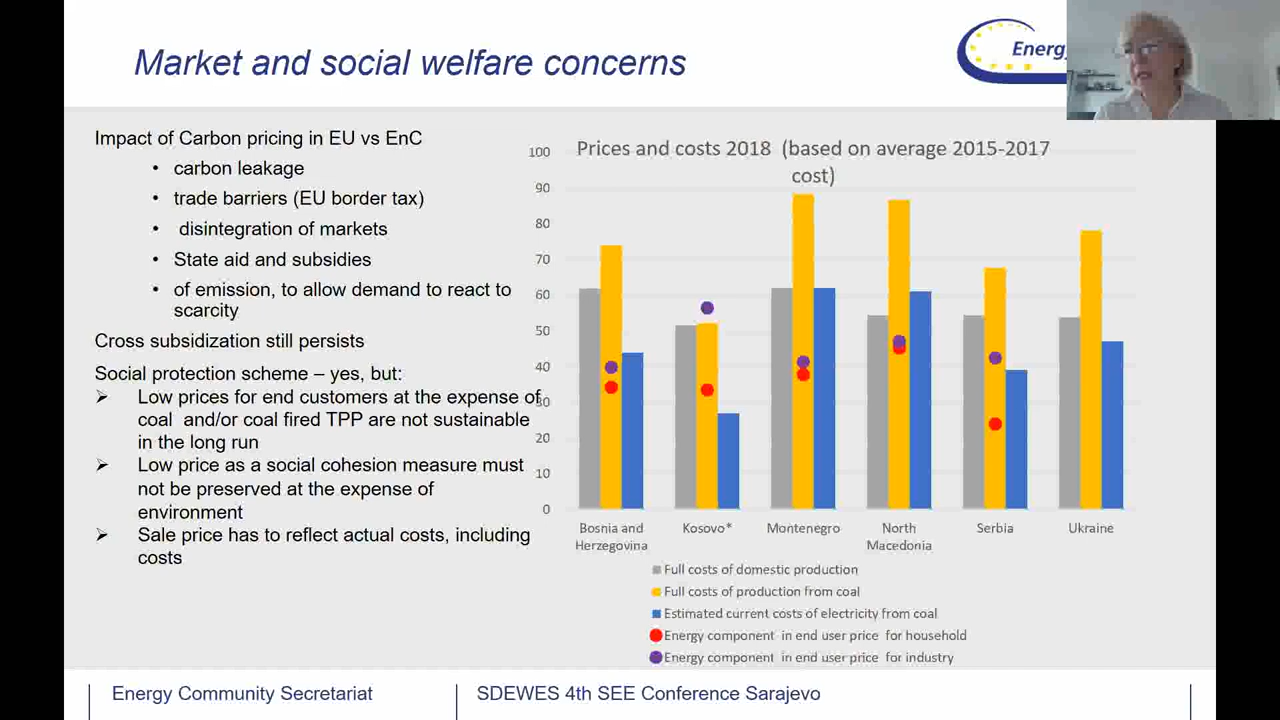 Market and social welfare concerns
Energy
Impact of Carbon pricing in EU vs EnC
• carbon leakage
• trade barriers (EU border tax)
• disintegration of markets
• State aid and subsidies
• of emission, to allow demand to react to
scarcity
Cross subsidization still persists
Social protection scheme – yes, but:
➢ Low prices for end customers at the expense of
coal and/or coal fired TPP are not sustainable
in the long run
➢ Low price as a social cohesion measure must
not be preserved at the expense of
environment
➢ Sale price has to reflect actual costs, including
costs
Prices and costs 2018 (based on average 2015-2017
cost)
100
90
80
70
60
50
40
30
20
10
0
Bosnia and
Herzegovina
Kosovo*
Montenegro
North
Macedonia
Serbia
Ukraine
Full costs of domestic production
Full costs of production from coal
Estimated current costs of electricity from coal
Energy component in end user price for household
Energy component in end user price for industry
Energy Community Secretariat
SDEWES 4th SEE Conference Sarajevo